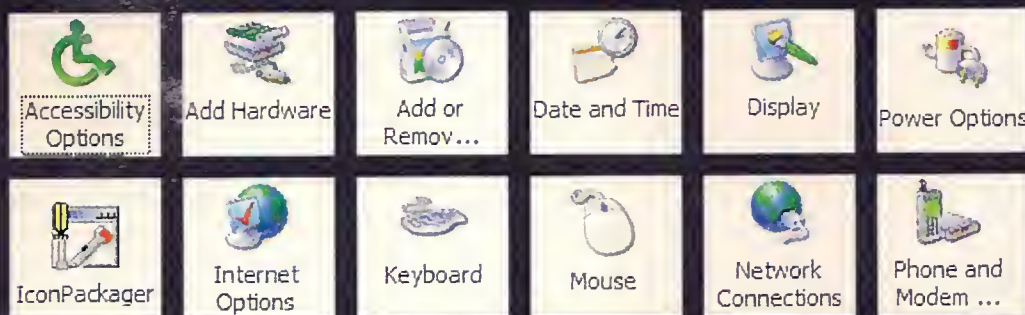 Accessibility
Options
Add Hardware
Add or
Remov...
Date and Time
Display
Power Options
IconPackager
Internet
Options
Keyboard
Mouse
Network
Connections
Phone and
Modem ...